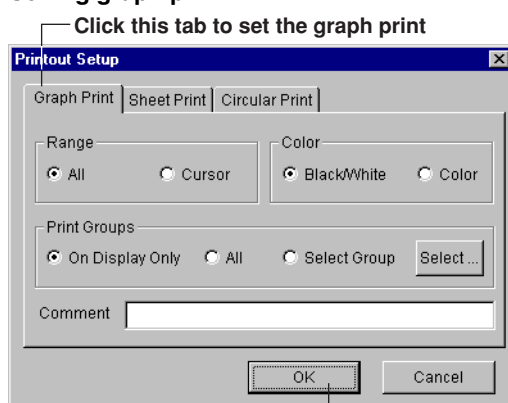 Click this tab to set the graph print
Printout Setup
Graph Print Sheet Print Circular Print
Range
All Cursor
Color
Black/White Color
Print Groups
On Display Only All Select Group Select ...
Comment
OK Cancel